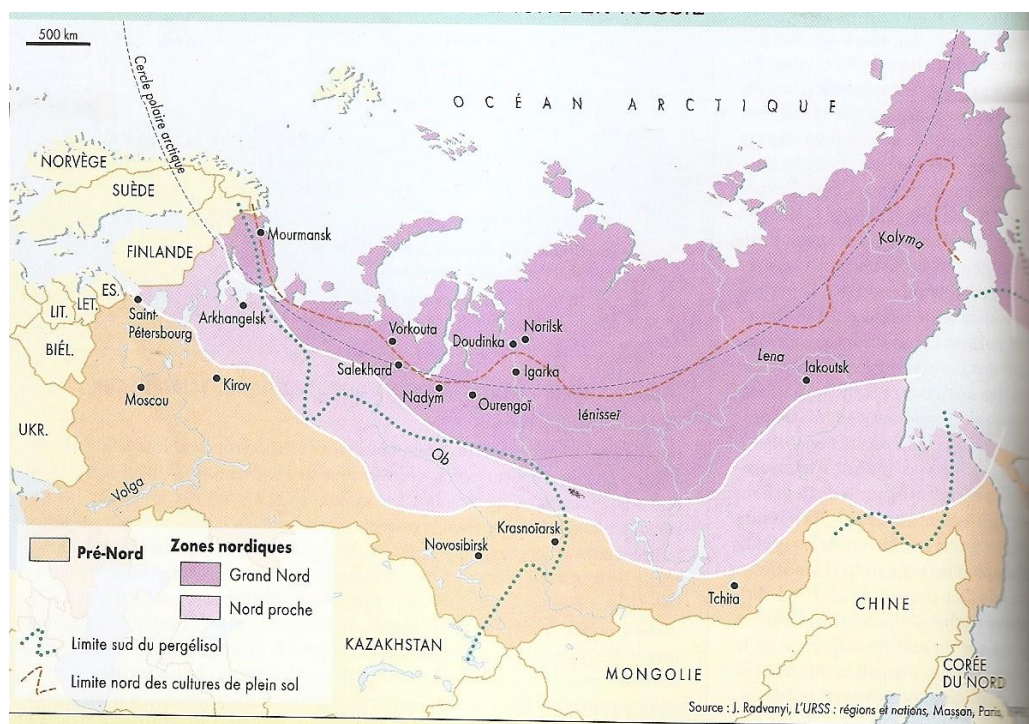 EN RUSSIE
500 km
Cercle polaire arctique
OCÉAN ARCTIQUE
NORVÈGE
SUÈDE
FINLANDE
Mourmansk
Kolyma
ES.
LET.
LIT.
BIÉL.
Saint-
Pétersbourg
Arkhangelsk
Vorkouta
Doudinka
Norilsk
Salekhard
Igarka
Lena
Iakoutsk
Moscou
Kirov
Nadym
Ourengoï
Iénisseï
UKR.
Ob
Volga
Krasnoïarsk
Novosibirsk
Tchita
CHINE
KAZAKHSTAN
MONGOLIE
CORÉE
DU NORD
Pré-Nord
Zones nordiques
Grand Nord
Nord proche
Limite sud du pergélisol
Limite nord des cultures de plein sol
Source : J. Radvanyi, L'URSS : régions et nations, Masson, Paris,